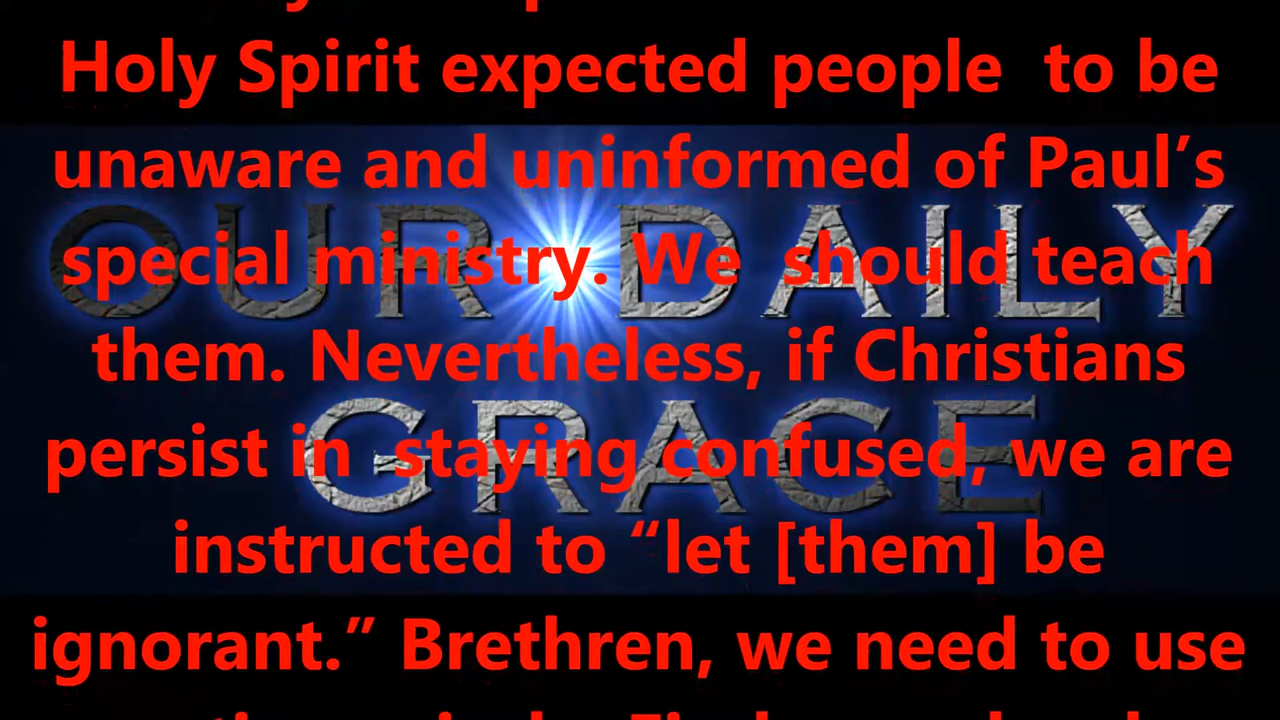 Holy Spirit expected people  to be
unaware and uninformed of Paul’s
special ministry. We  should teach
them. Nevertheless, if Christians
persist in  staying confused, we are
instructed to “let [them] be
ignorant.” Brethren, we need to use
OUR DAILY
GRACE